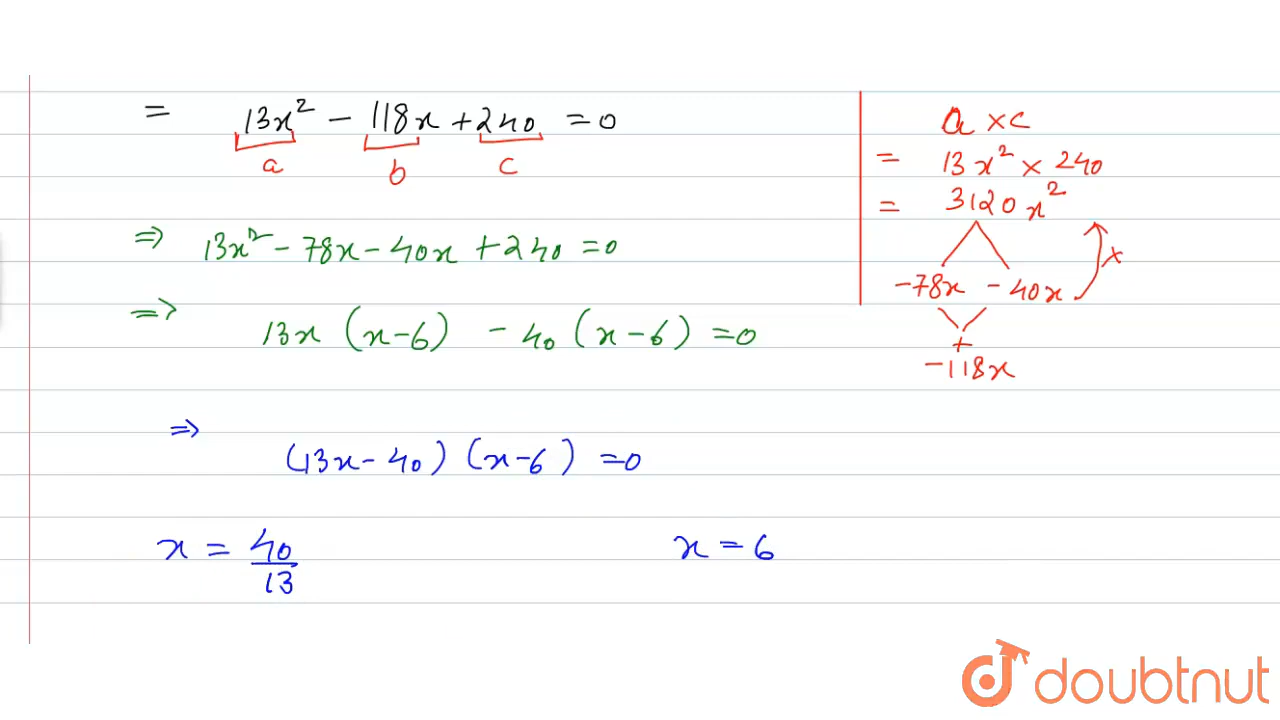 = 13x² - 118x + 240 = 0
a b c
⇒ 13x² - 78x - 40x + 240 = 0
⇒ 13x (x-6) - 40 (x-6) = 0
⇒ (13x - 40) (x-6) = 0
x = 40/13 x = 6
a × c
= 13x² × 240
= 3120x²
×
-78x - 40x
+
-118x
doubtnut